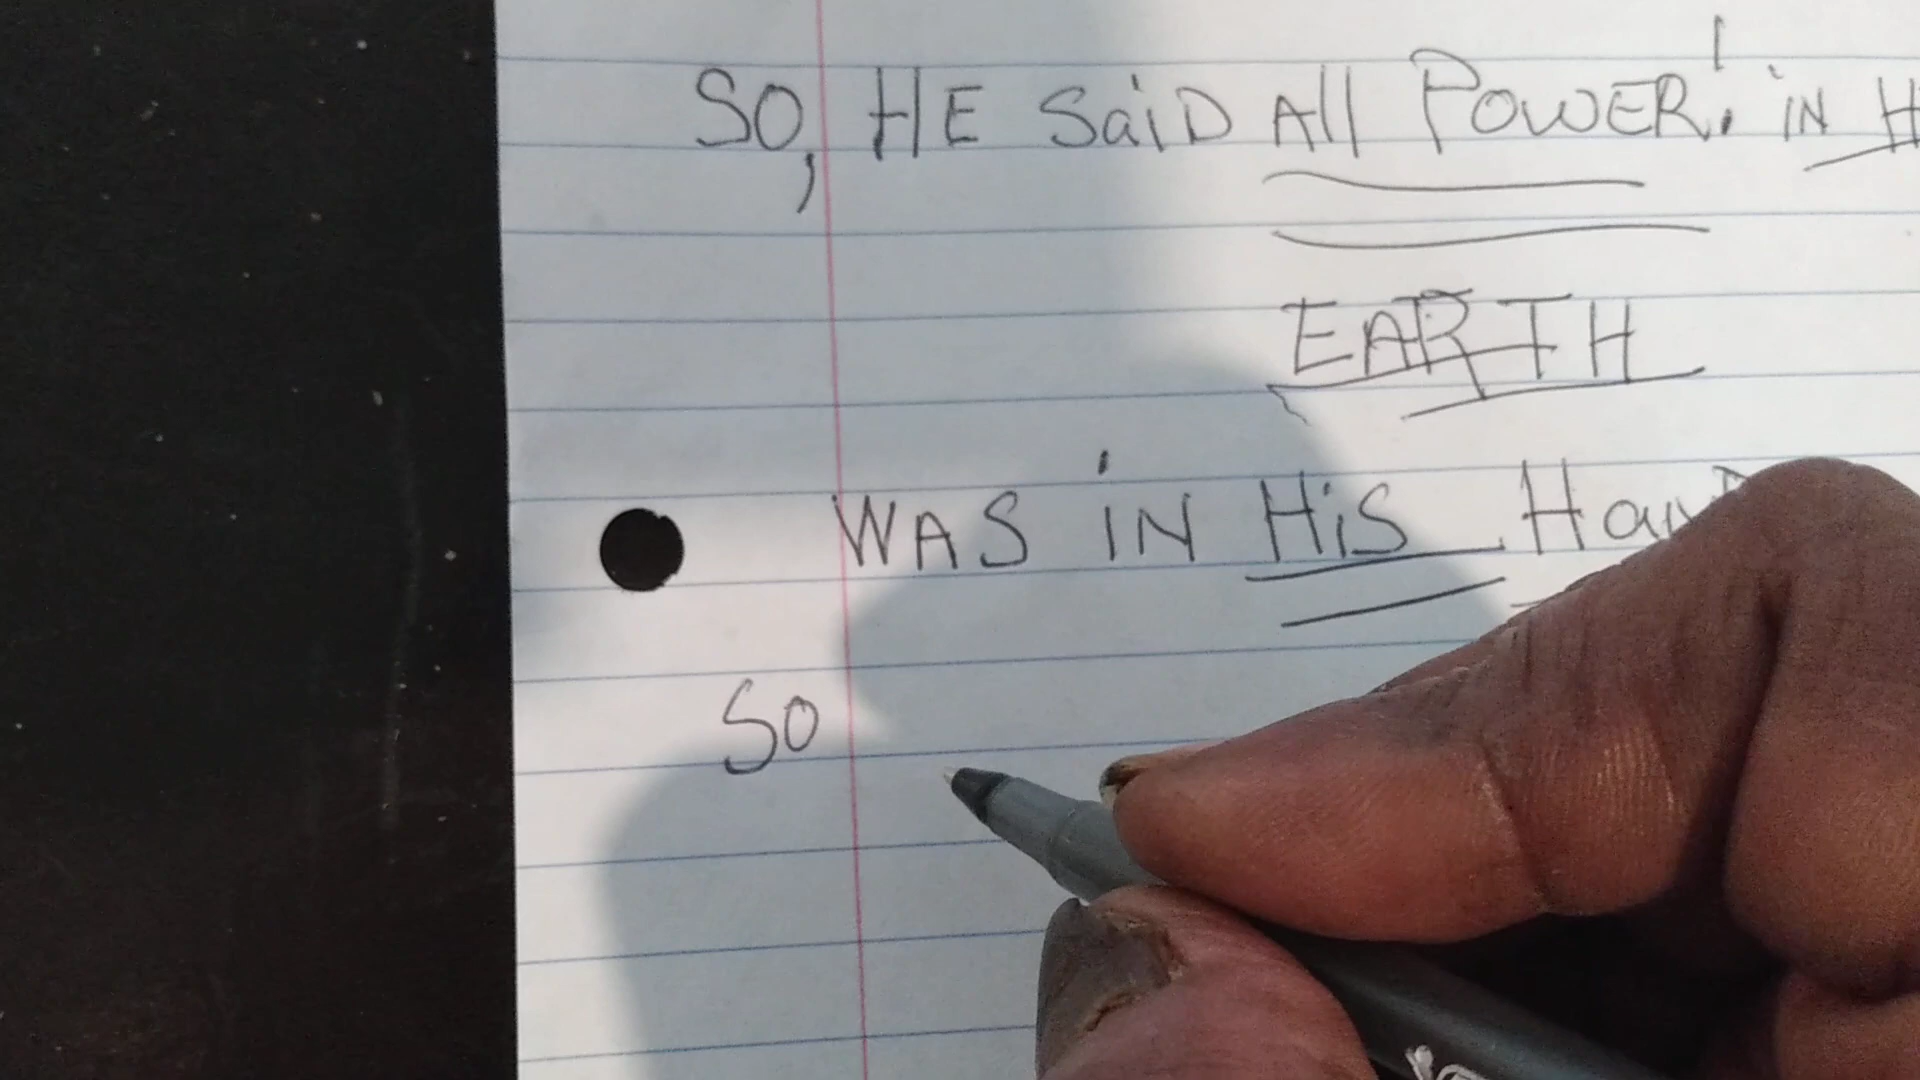 SO, HE SaiD All POWER! iN
EARTH
WAS iN HiS
SO